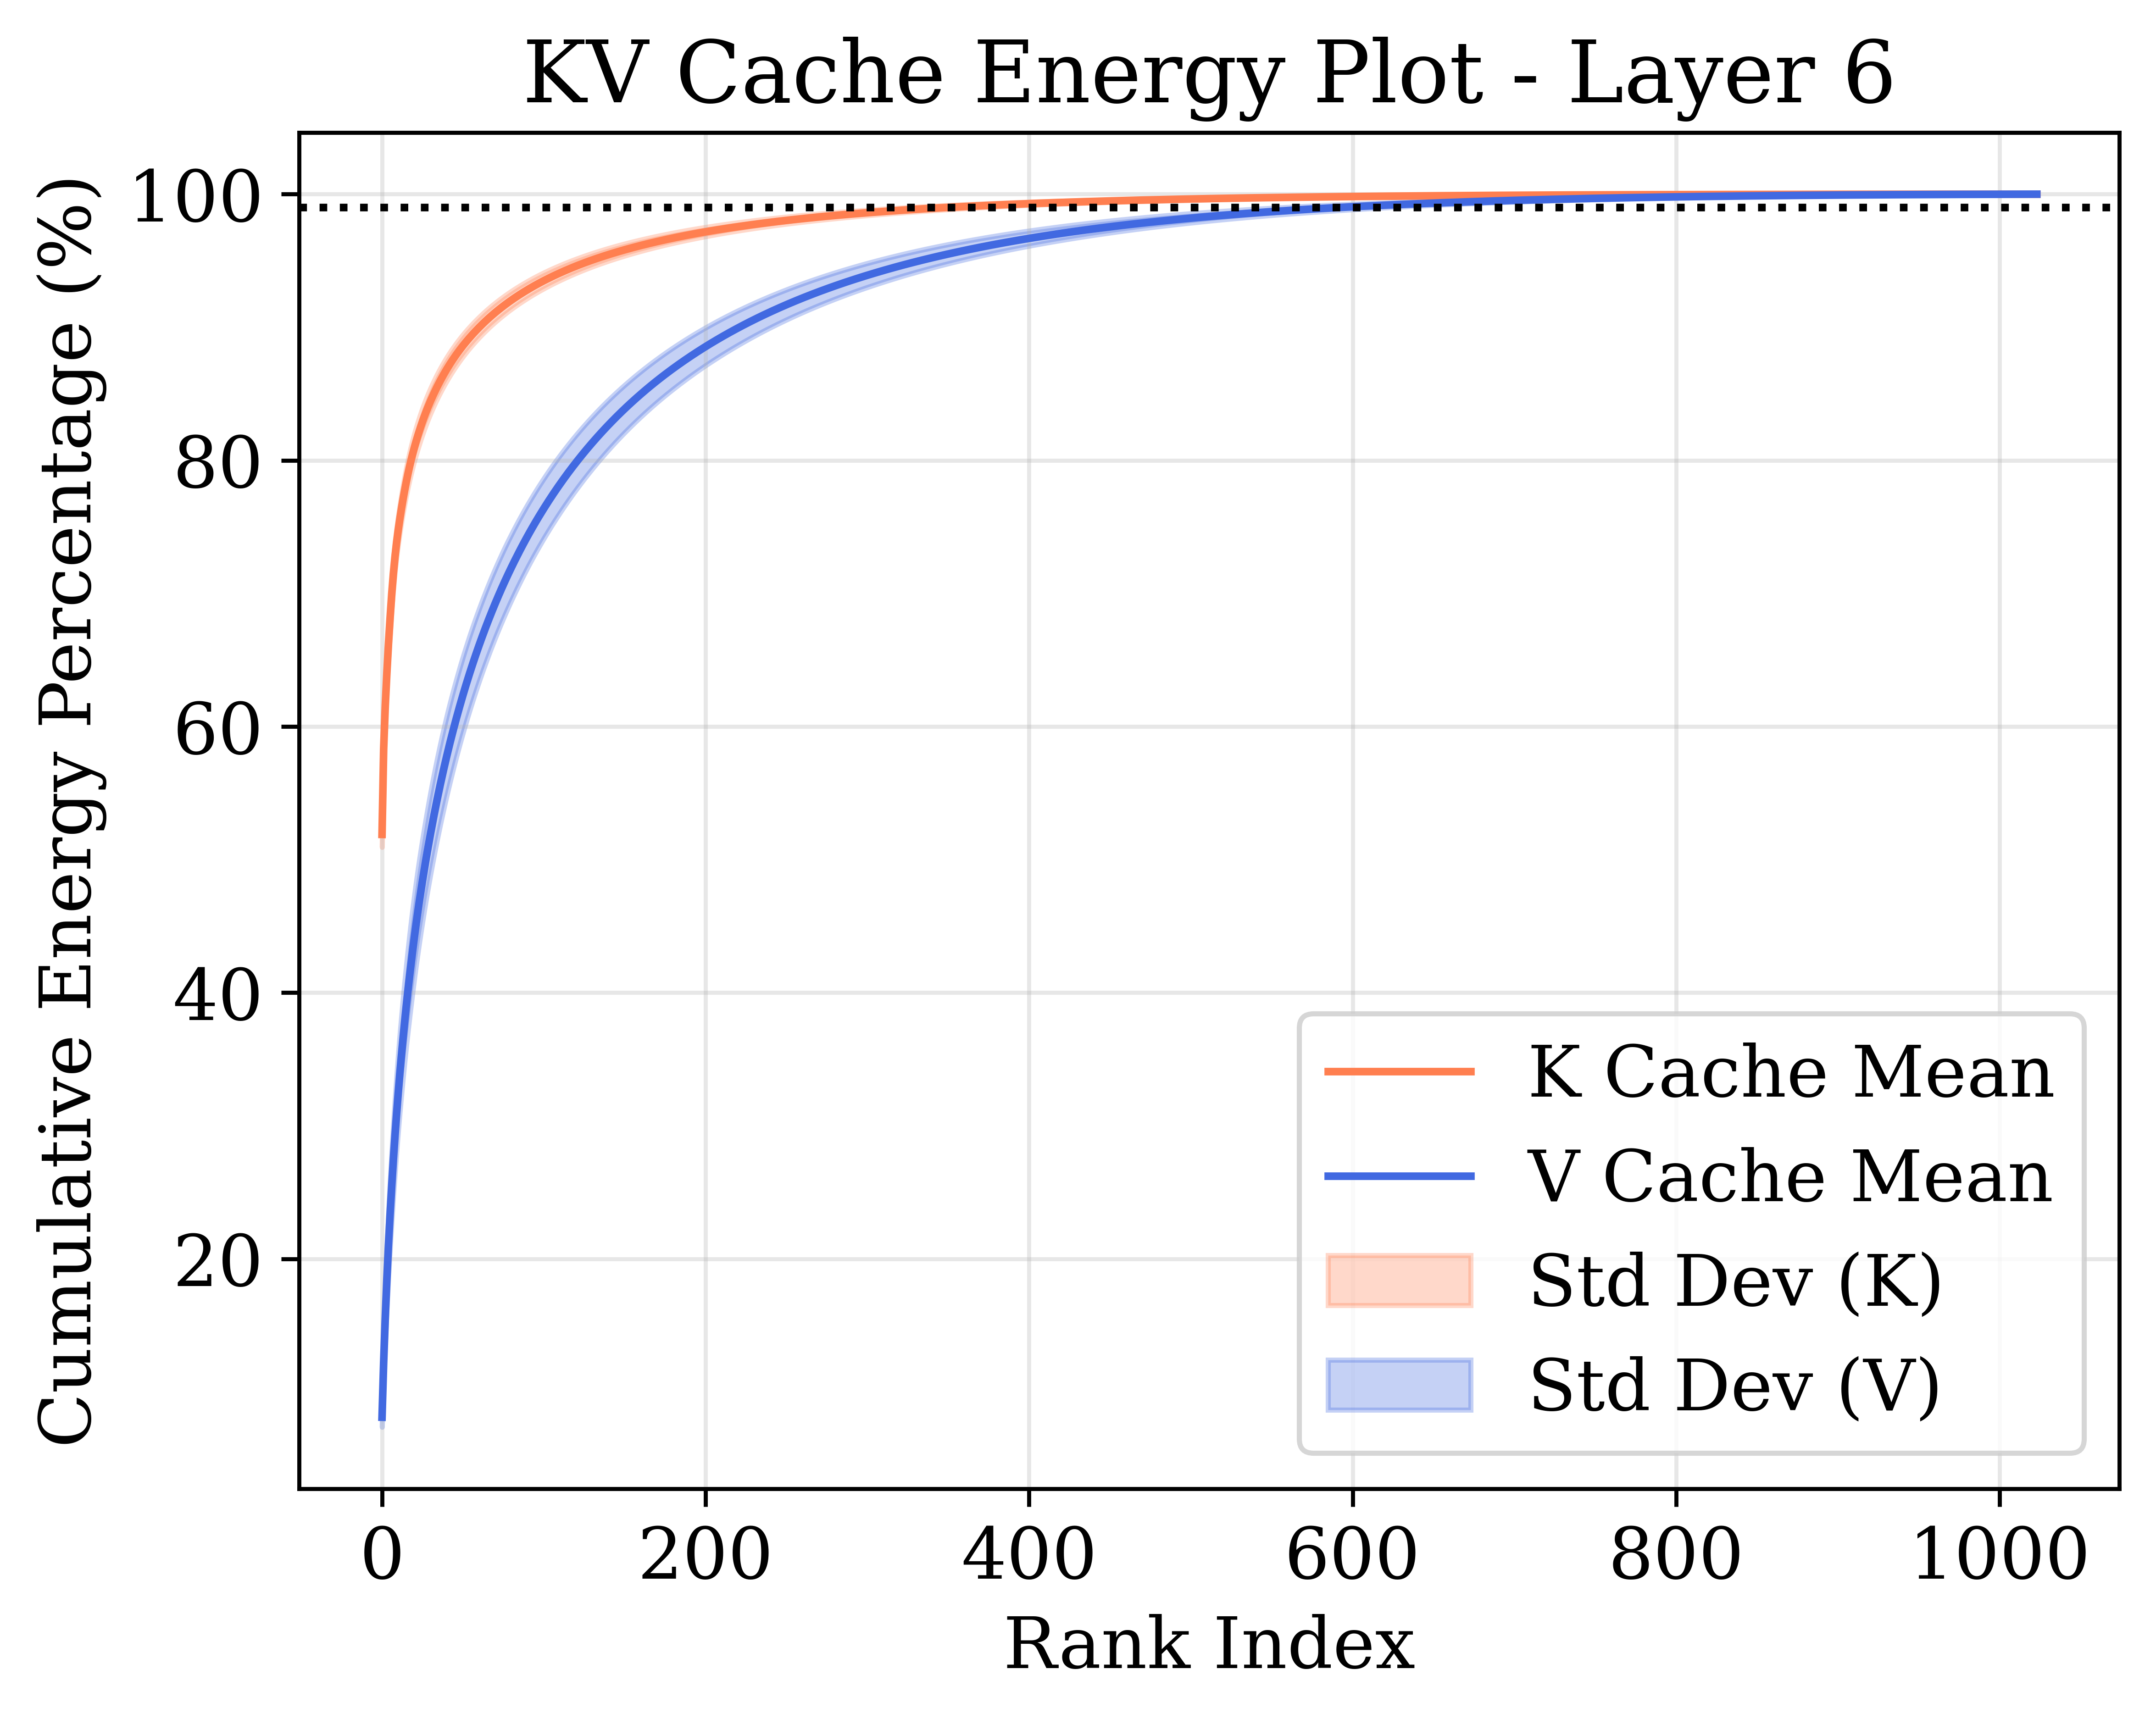 KV Cache Energy Plot - Layer 6
Cumulative Energy Percentage (%)
100
80
60
40
20
K Cache Mean
V Cache Mean
Std Dev (K)
Std Dev (V)
0 200 400 600 800 1000
Rank Index